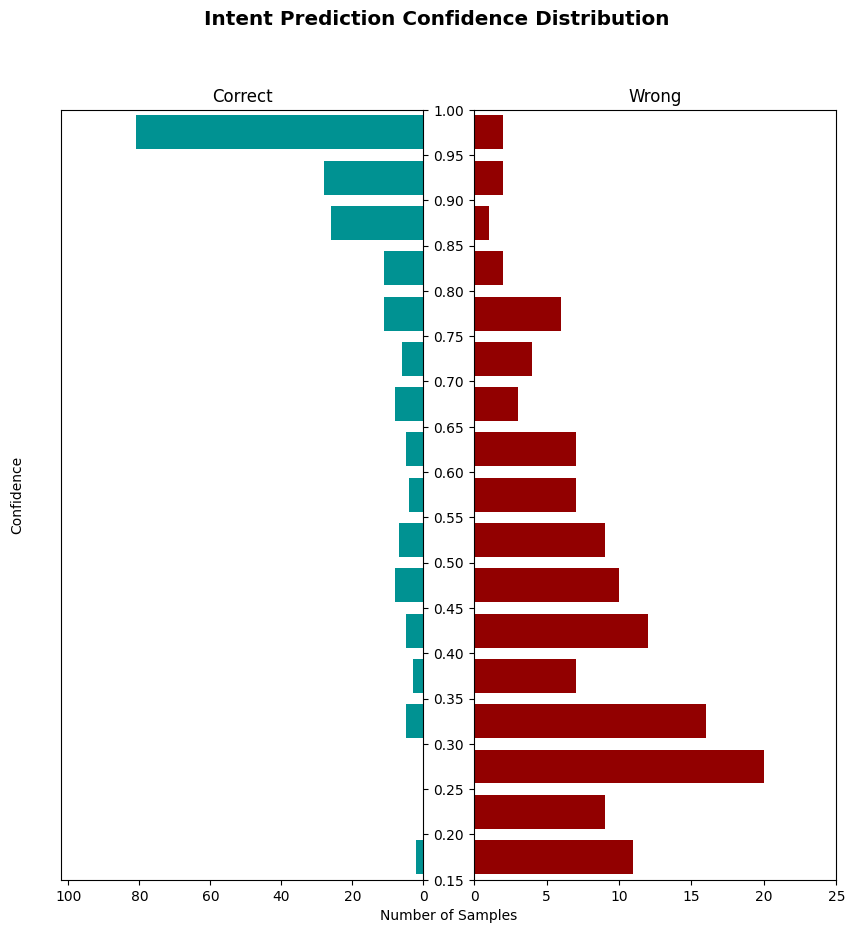 Intent Prediction Confidence Distribution
Correct
Wrong
1.00
0.95
0.90
0.85
0.80
0.75
0.70
0.65
0.60
0.55
0.50
0.45
0.40
0.35
0.30
0.25
0.20
0.15
Confidence
100 80 60 40 20 0
0 5 10 15 20 25
Number of Samples